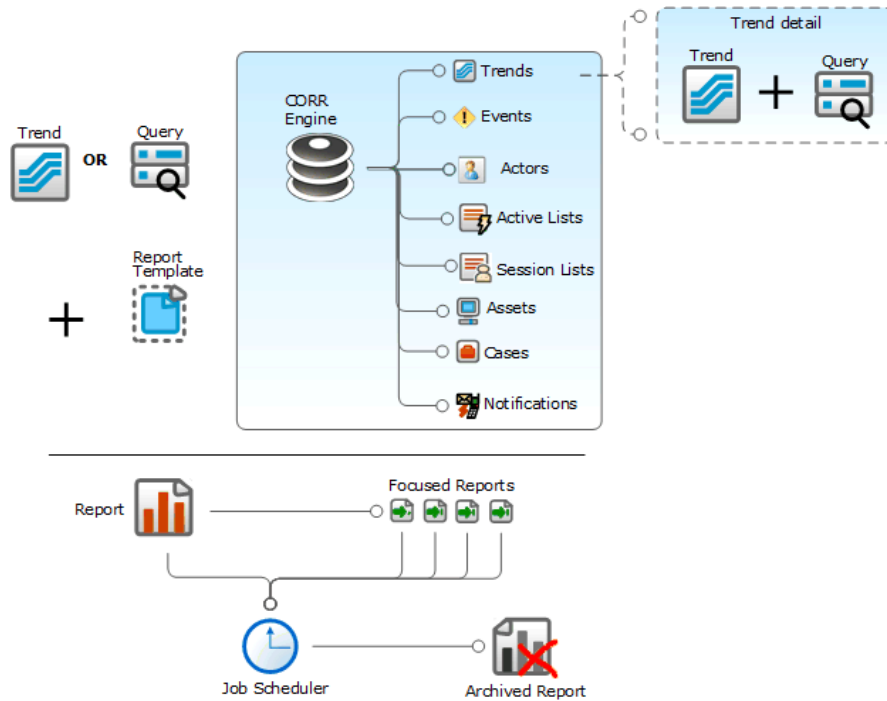 Trend detail
Trend
Query
CORR
Engine
Trends
Events
Actors
Active Lists
Session Lists
Assets
Cases
Notifications
Trend
OR
Query
Report
Template
Report
Focused Reports
Job Scheduler
Archived Report